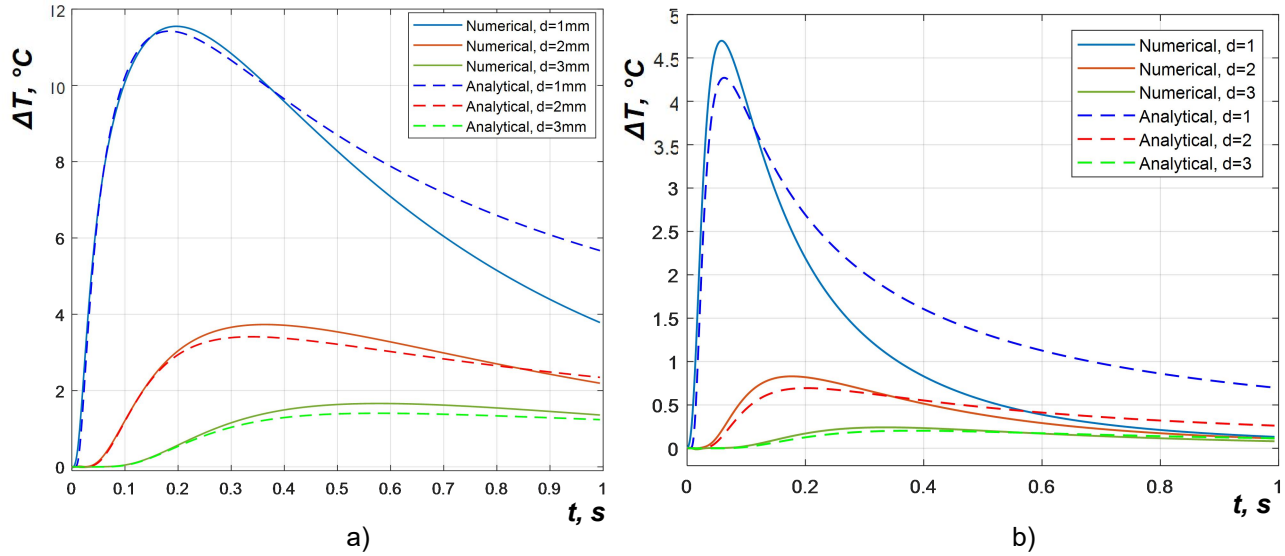 12
10
8
6
4
2
0
ΔT, °C
0
0.1
0.2
0.3
0.4
0.5
0.6
0.7
0.8
0.9
1
t, s
Numerical, d=1mm
Numerical, d=2mm
Numerical, d=3mm
Analytical, d=1mm
Analytical, d=2mm
Analytical, d=3mm
a)
5
4.5
4
3.5
3
2.5
2
1.5
1
0.5
0
ΔT, °C
0
0.2
0.4
0.6
0.8
1
t, s
Numerical, d=1
Numerical, d=2
Numerical, d=3
Analytical, d=1
Analytical, d=2
Analytical, d=3
b)